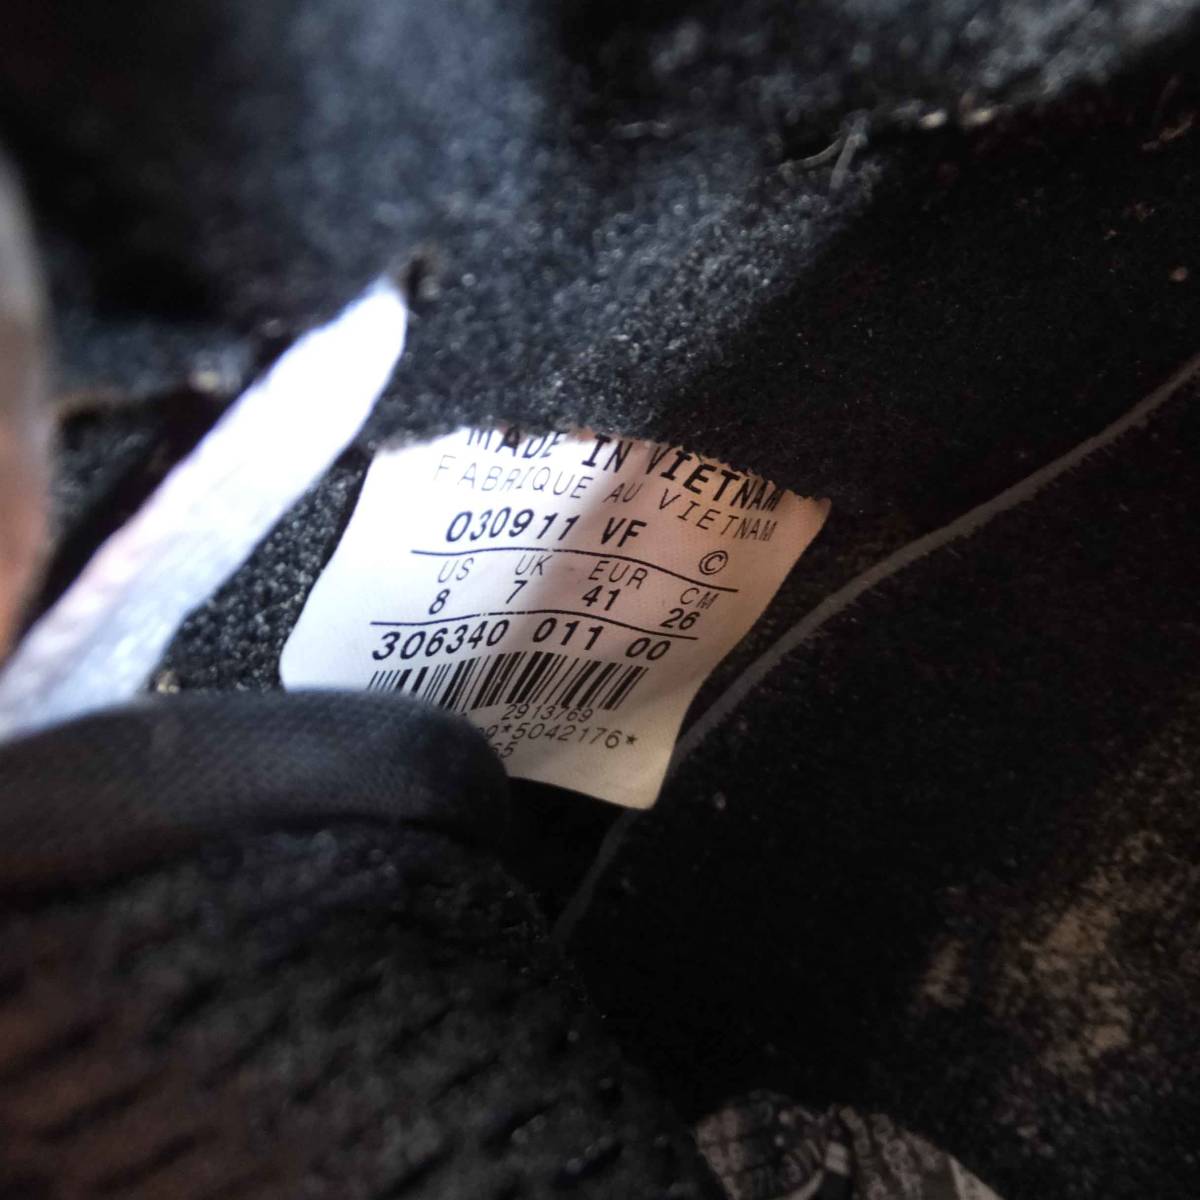 MADE IN VIETNAM
FABRIQUE AU VIETNAM
030911 VF ©
US UK EUR CM
8 7 41 26
306340 011 00
2913769
*5042176*
65